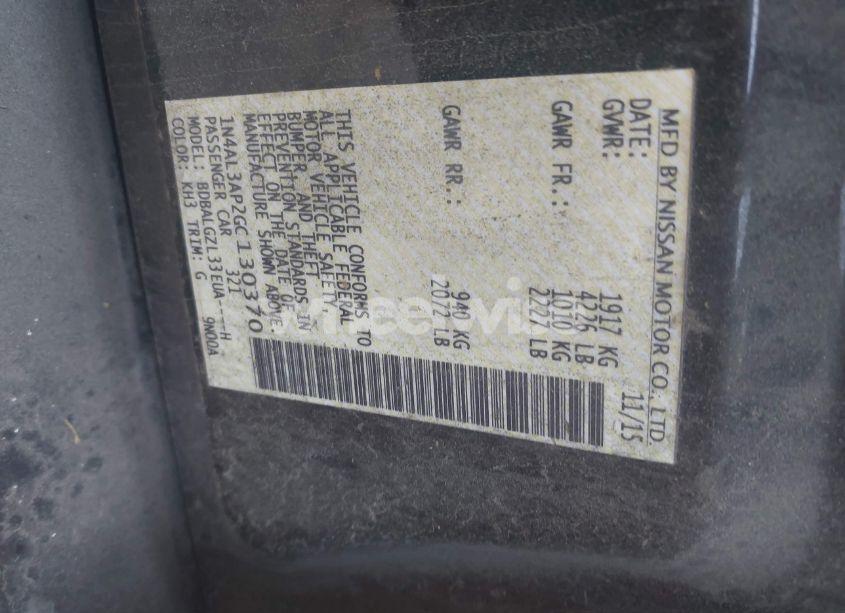 MFD BY NISSAN MOTOR CO., LTD.
DATE: 11/15
GVWR: 1917 KG
4226 LB
GAWR FR.: 1010 KG
2227 LB
GAWR RR.: 940 KG
2072 LB
THIS VEHICLE CONFORMS TO
ALL APPLICABLE FEDERAL
MOTOR VEHICLE SAFETY
BUMPER, AND THEFT
PREVENTION STANDARDS IN
EFFECT ON THE DATE OF
MANUFACTURE SHOWN ABOVE.
1N4AL3AP2GC130370
PASSENGER CAR 321
MODEL: BDBALGZL33EUA----H-
COLOR: KH3 TRIM: G 9N00A